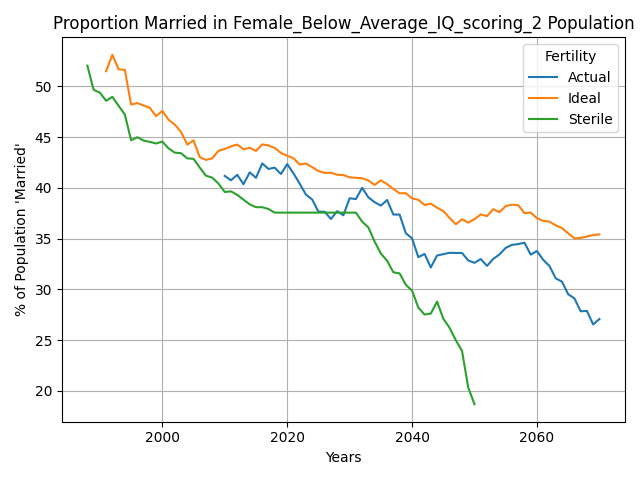 Proportion Married in Female_Below_Average_IQ_scoring_2 Population
Fertility
Actual
Ideal
Sterile
% of Population 'Married'
50
45
40
35
30
25
20
2000
2020
2040
2060
Years